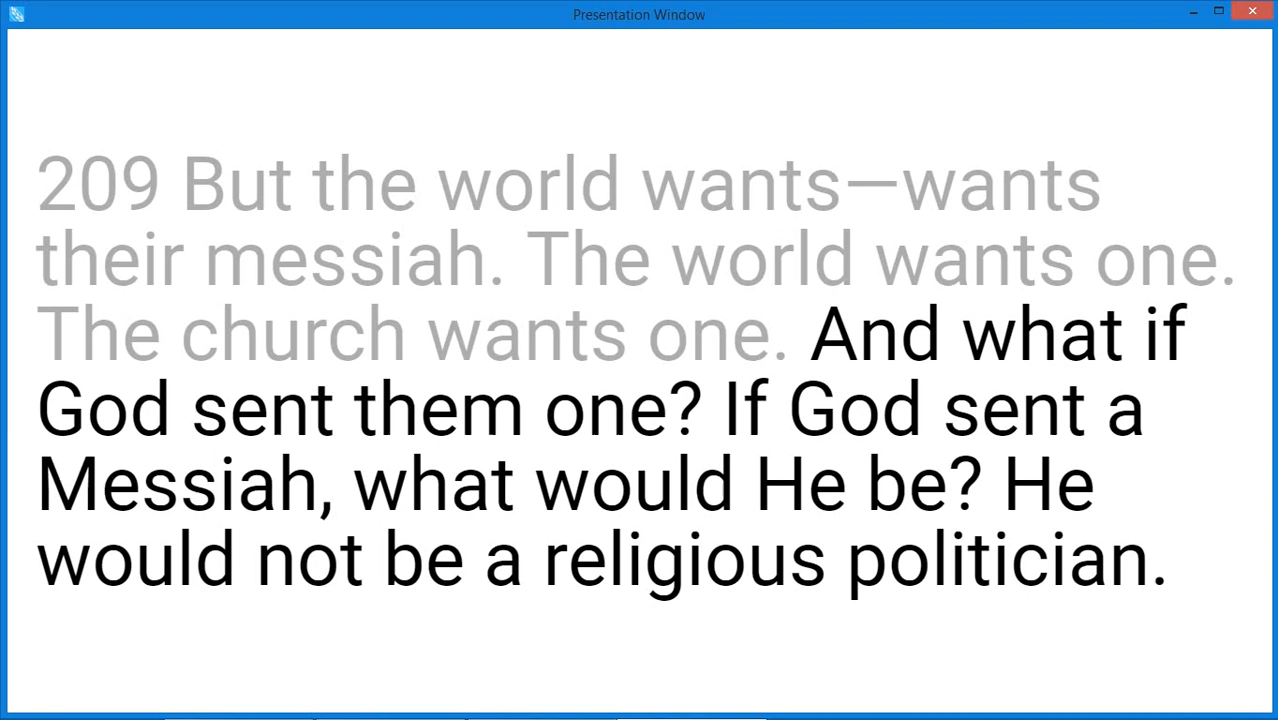 Presentation Window
209 But the world wants—wants
their messiah. The world wants one.
The church wants one. And what if
God sent them one? If God sent a
Messiah, what would He be? He
would not be a religious politician.